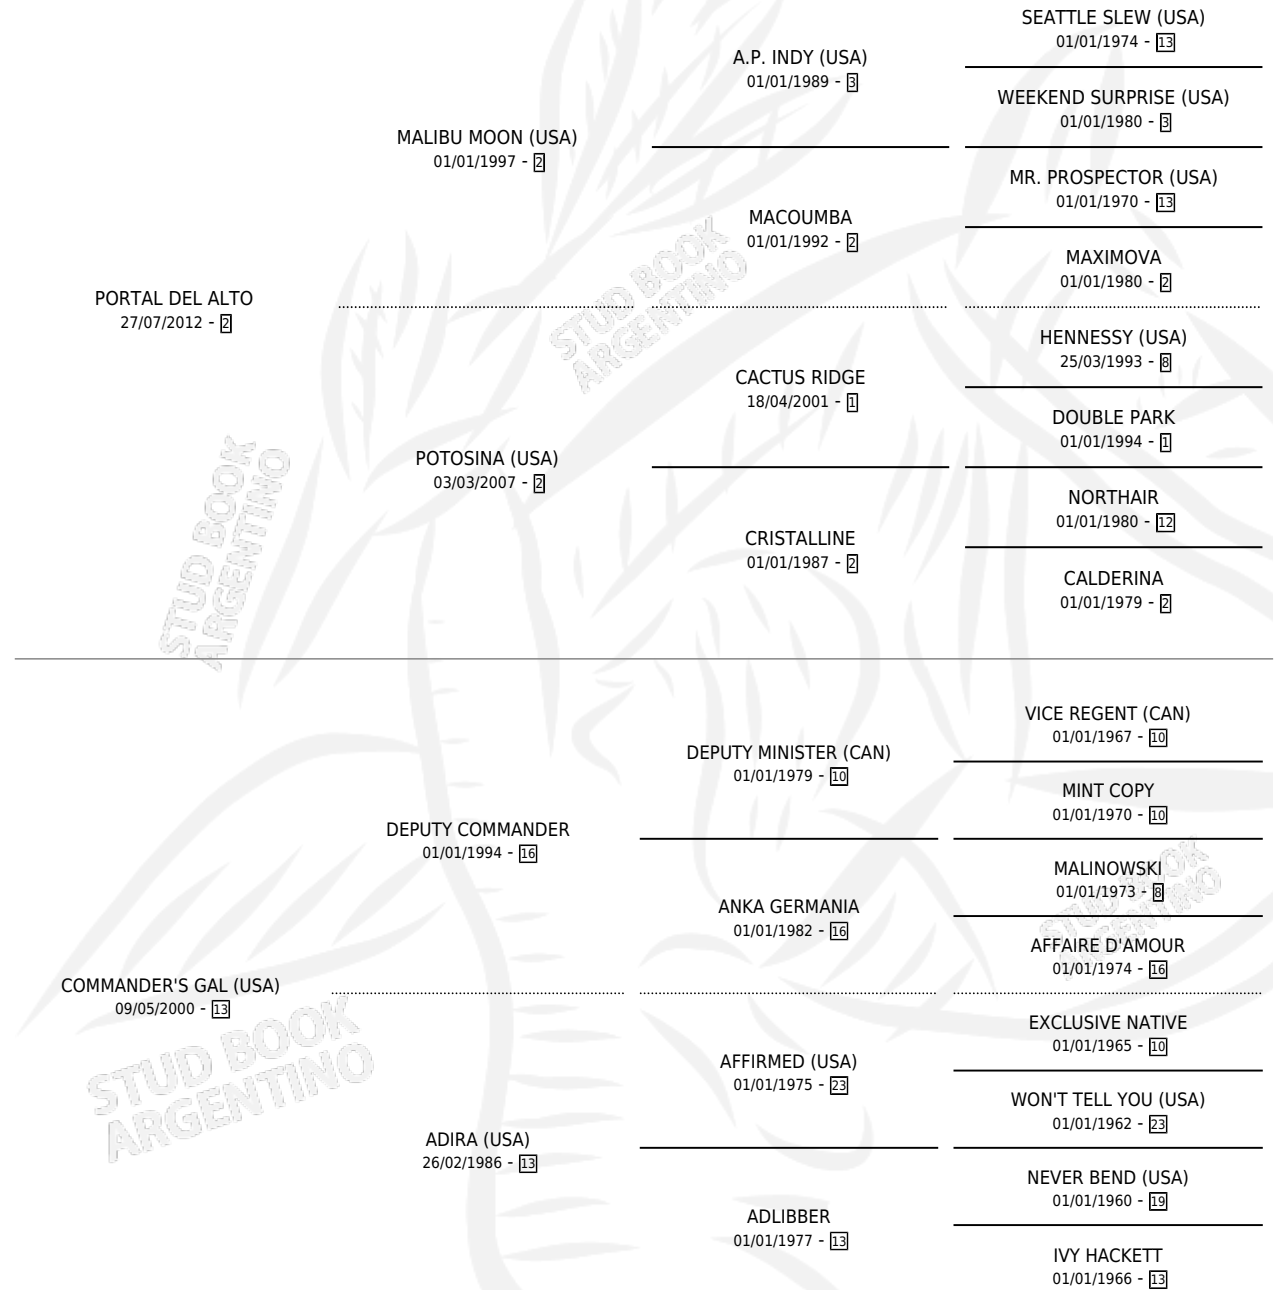 SEATTLE SLEW (USA)
01/01/1974 - 13
A.P. INDY (USA)
01/01/1989 - 3
WEEKEND SURPRISE (USA)
01/01/1980 - 3
MALIBU MOON (USA)
01/01/1997 - 2
MR. PROSPECTOR (USA)
01/01/1970 - 13
MACOUMBA
01/01/1992 - 2
MAXIMOVA
01/01/1980 - 2
PORTAL DEL ALTO
27/07/2012 - 2
HENNESSY (USA)
25/03/1993 - 8
CACTUS RIDGE
18/04/2001 - 1
DOUBLE PARK
01/01/1994 - 1
POTOSINA (USA)
03/03/2007 - 2
NORTHAIR
01/01/1980 - 12
CRISTALLINE
01/01/1987 - 2
CALDERINA
01/01/1979 - 2
STUD BOOK
ARGENTINO
STUD BOOK
ARGENTINO
VICE REGENT (CAN)
01/01/1967 - 10
DEPUTY MINISTER (CAN)
01/01/1979 - 10
MINT COPY
01/01/1970 - 10
DEPUTY COMMANDER
01/01/1994 - 16
MALINOWSKI
01/01/1973 - 8
ANKA GERMANIA
01/01/1982 - 16
AFFAIRE D'AMOUR
01/01/1974 - 16
COMMANDER'S GAL (USA)
09/05/2000 - 13
EXCLUSIVE NATIVE
01/01/1965 - 10
AFFIRMED (USA)
01/01/1975 - 23
WON'T TELL YOU (USA)
01/01/1962 - 23
ADIRA (USA)
26/02/1986 - 13
NEVER BEND (USA)
01/01/1960 - 19
ADLIBBER
01/01/1977 - 13
IVY HACKETT
01/01/1966 - 13
STUD BOOK
ARGENTINO
STUD BOOK
ARGENTINO